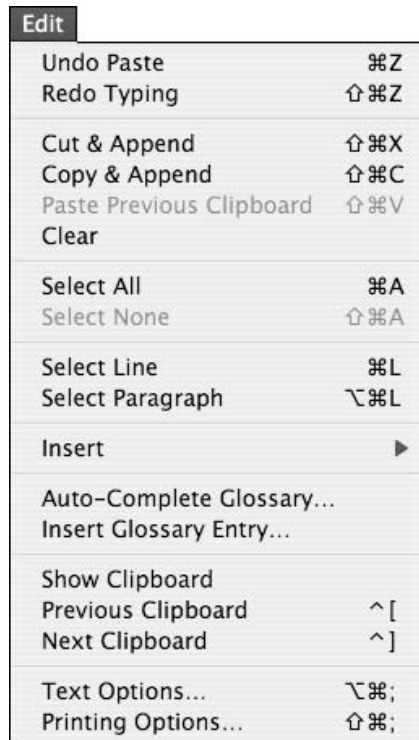 Edit
Undo Paste ⌘Z
Redo Typing ⇧⌘Z
Cut & Append ⇧⌘X
Copy & Append ⇧⌘C
Paste Previous Clipboard ⇧⌘V
Clear
Select All ⌘A
Select None ⇧⌘A
Select Line ⌘L
Select Paragraph ⌥⌘L
Insert ▶
Auto-Complete Glossary...
Insert Glossary Entry...
Show Clipboard
Previous Clipboard ^[
Next Clipboard ^]
Text Options... ⌥⌘;
Printing Options... ⇧⌘;